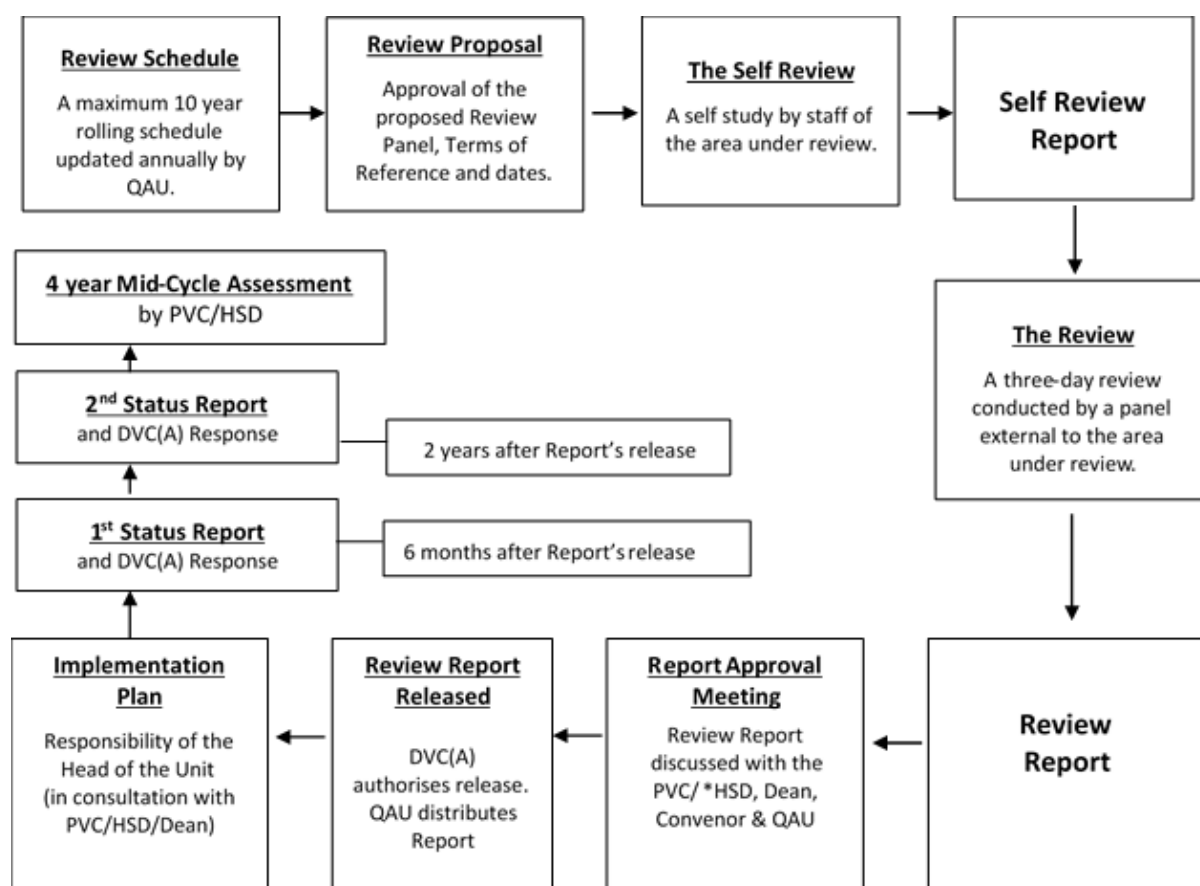 Review Schedule
A maximum 10 year
rolling schedule
updated annually by
QAU.
Review Proposal
Approval of the
proposed Review
Panel, Terms of
Reference and dates.
The Self Review
A self study by staff of
the area under review.
Self Review
Report
The Review
A three-day review
conducted by a panel
external to the area
under review.
Review
Report
Report Approval
Meeting
Review Report
discussed with the
PVC/ *HSD, Dean,
Convenor & QAU
Review Report
Released
DVC(A)
authorises release.
QAU distributes
Report
Implementation
Plan
Responsibility of the
Head of the Unit
(in consultation with
PVC/HSD/Dean)
1st Status Report
and DVC(A) Response
6 months after Report's release
2nd Status Report
and DVC(A) Response
2 years after Report's release
4 year Mid-Cycle Assessment
by PVC/HSD